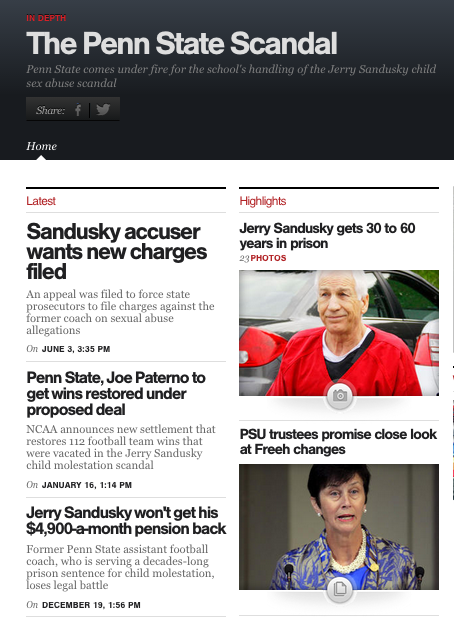 IN DEPTH
The Penn State Scandal
Penn State comes under fire for the school's handling of the Jerry Sandusky child
sex abuse scandal
Share:
Home
Latest
Sandusky accuser
wants new charges
filed
An appeal was filed to force state
prosecutors to file charges against the
former coach on sexual abuse
allegations
On JUNE 3, 3:35 PM
Penn State, Joe Paterno to
get wins restored under
proposed deal
NCAA announces new settlement that
restores 112 football team wins that
were vacated in the Jerry Sandusky
child molestation scandal
On JANUARY 16, 1:14 PM
Jerry Sandusky won't get his
$4,900-a-month pension back
Former Penn State assistant football
coach, who is serving a decades-long
prison sentence for child molestation,
loses legal battle
On DECEMBER 19, 1:56 PM
Highlights
Jerry Sandusky gets 30 to 60
years in prison
23 PHOTOS
PSU trustees promise close look
at Freeh changes